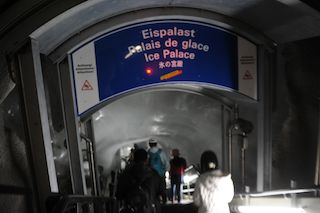 Eispalast
Palais de glace
Ice Palace
氷の宮殿